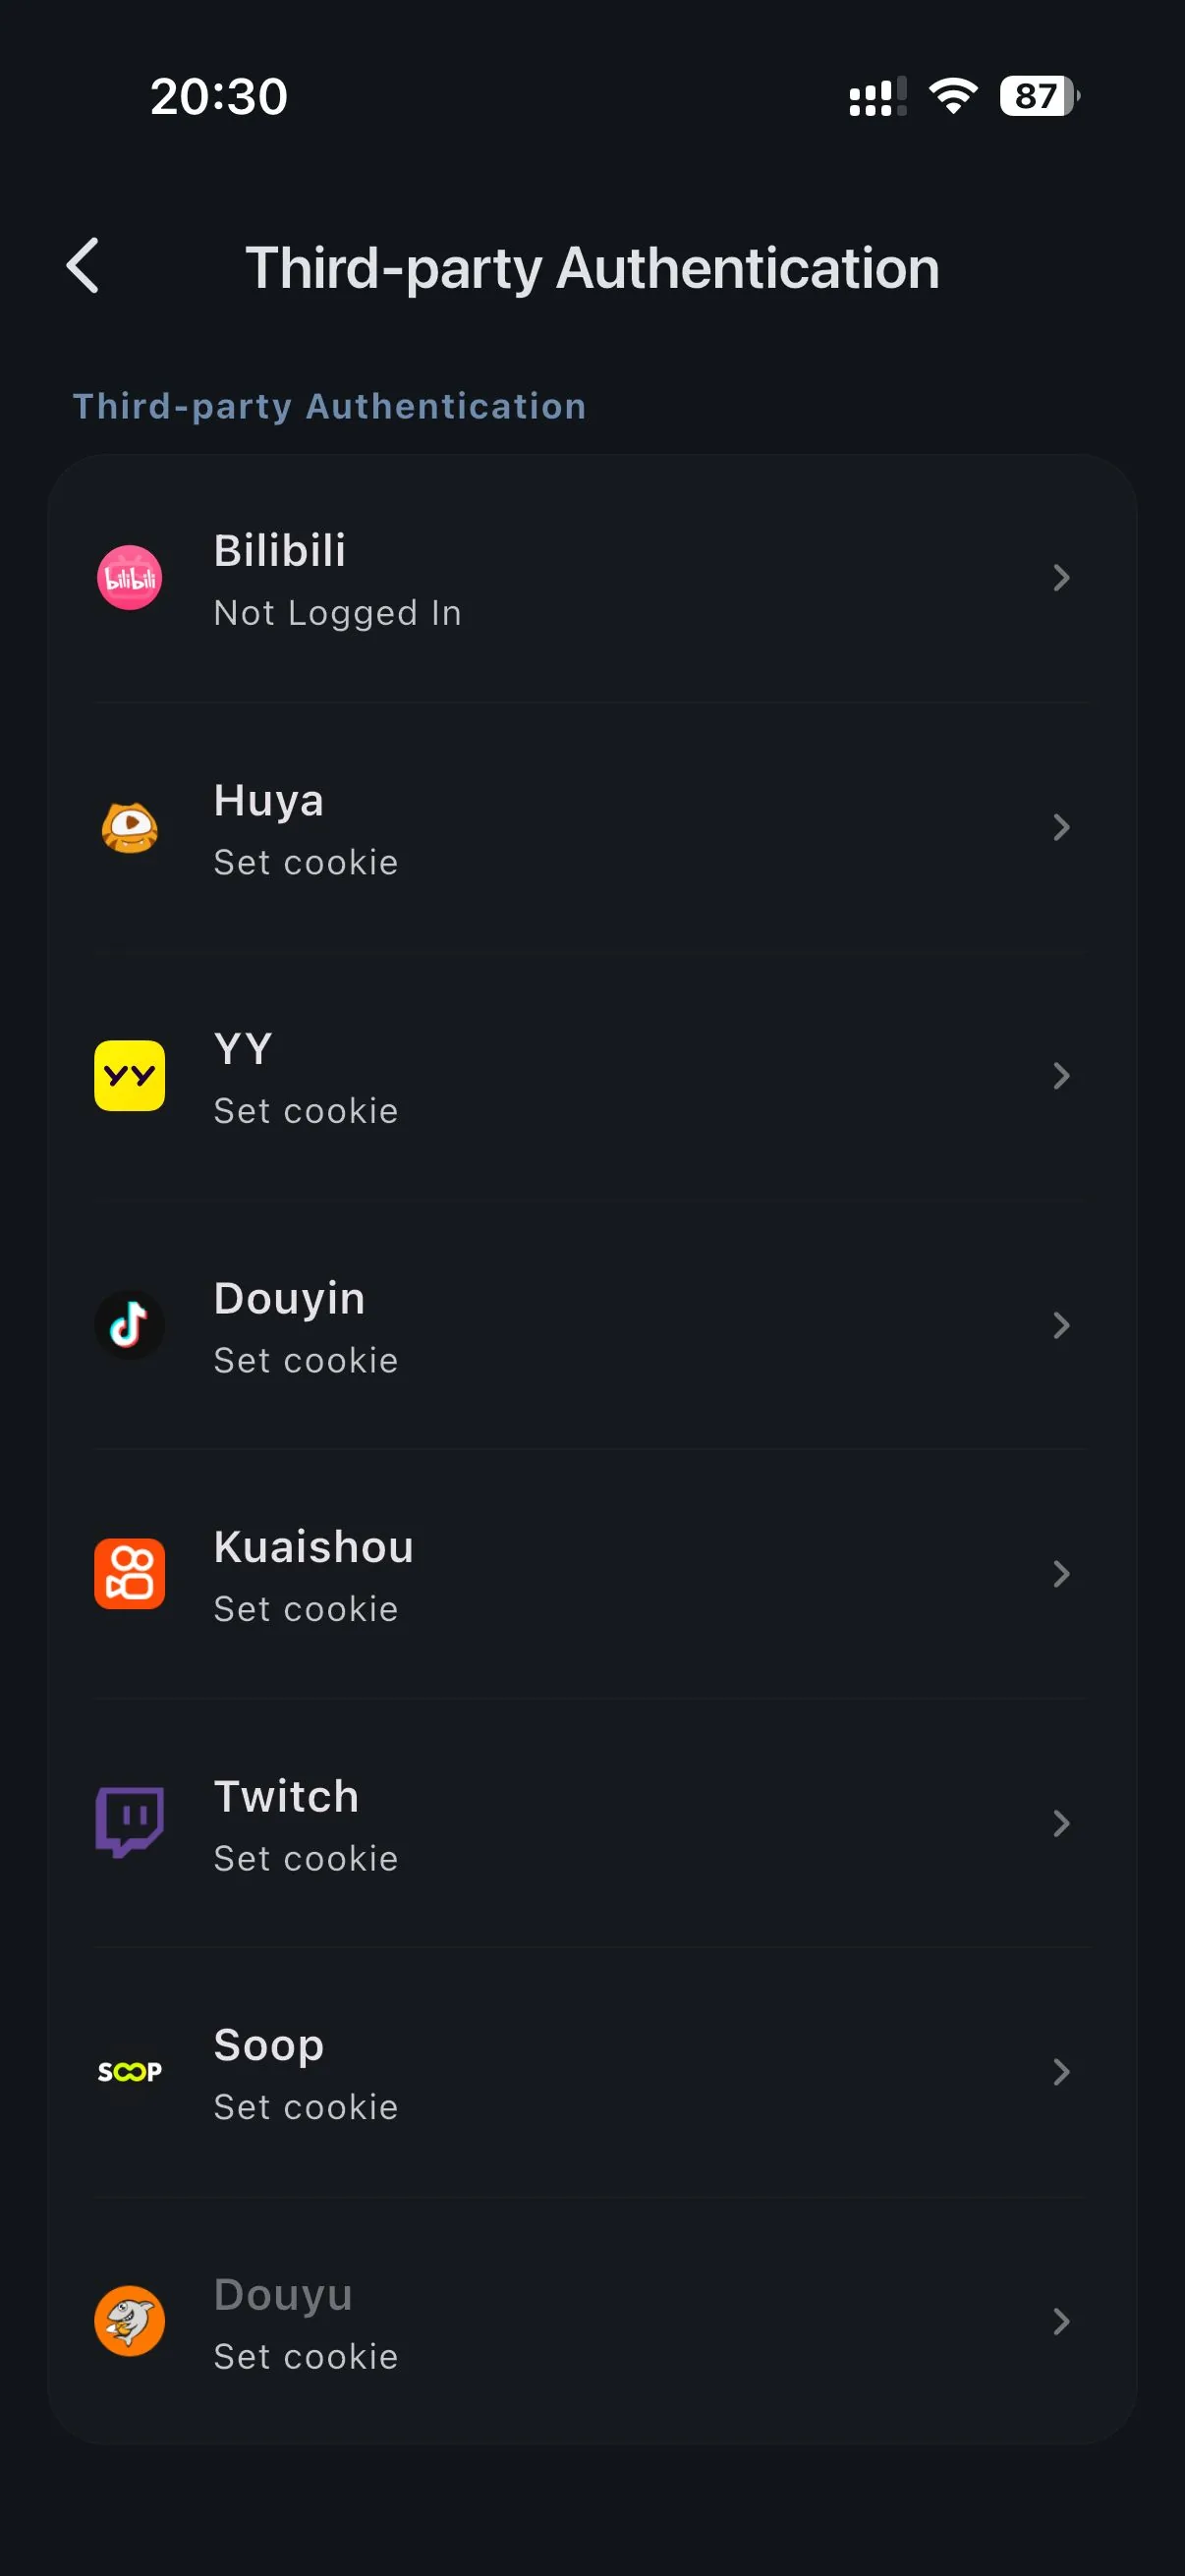 20:30
87
Third-party Authentication
Third-party Authentication
bilibili
Bilibili
Not Logged In
Huya
Set cookie
YY
YY
Set cookie
Douyin
Set cookie
Kuaishou
Set cookie
Twitch
Set cookie
SOOP
Soop
Set cookie
Douyu
Set cookie